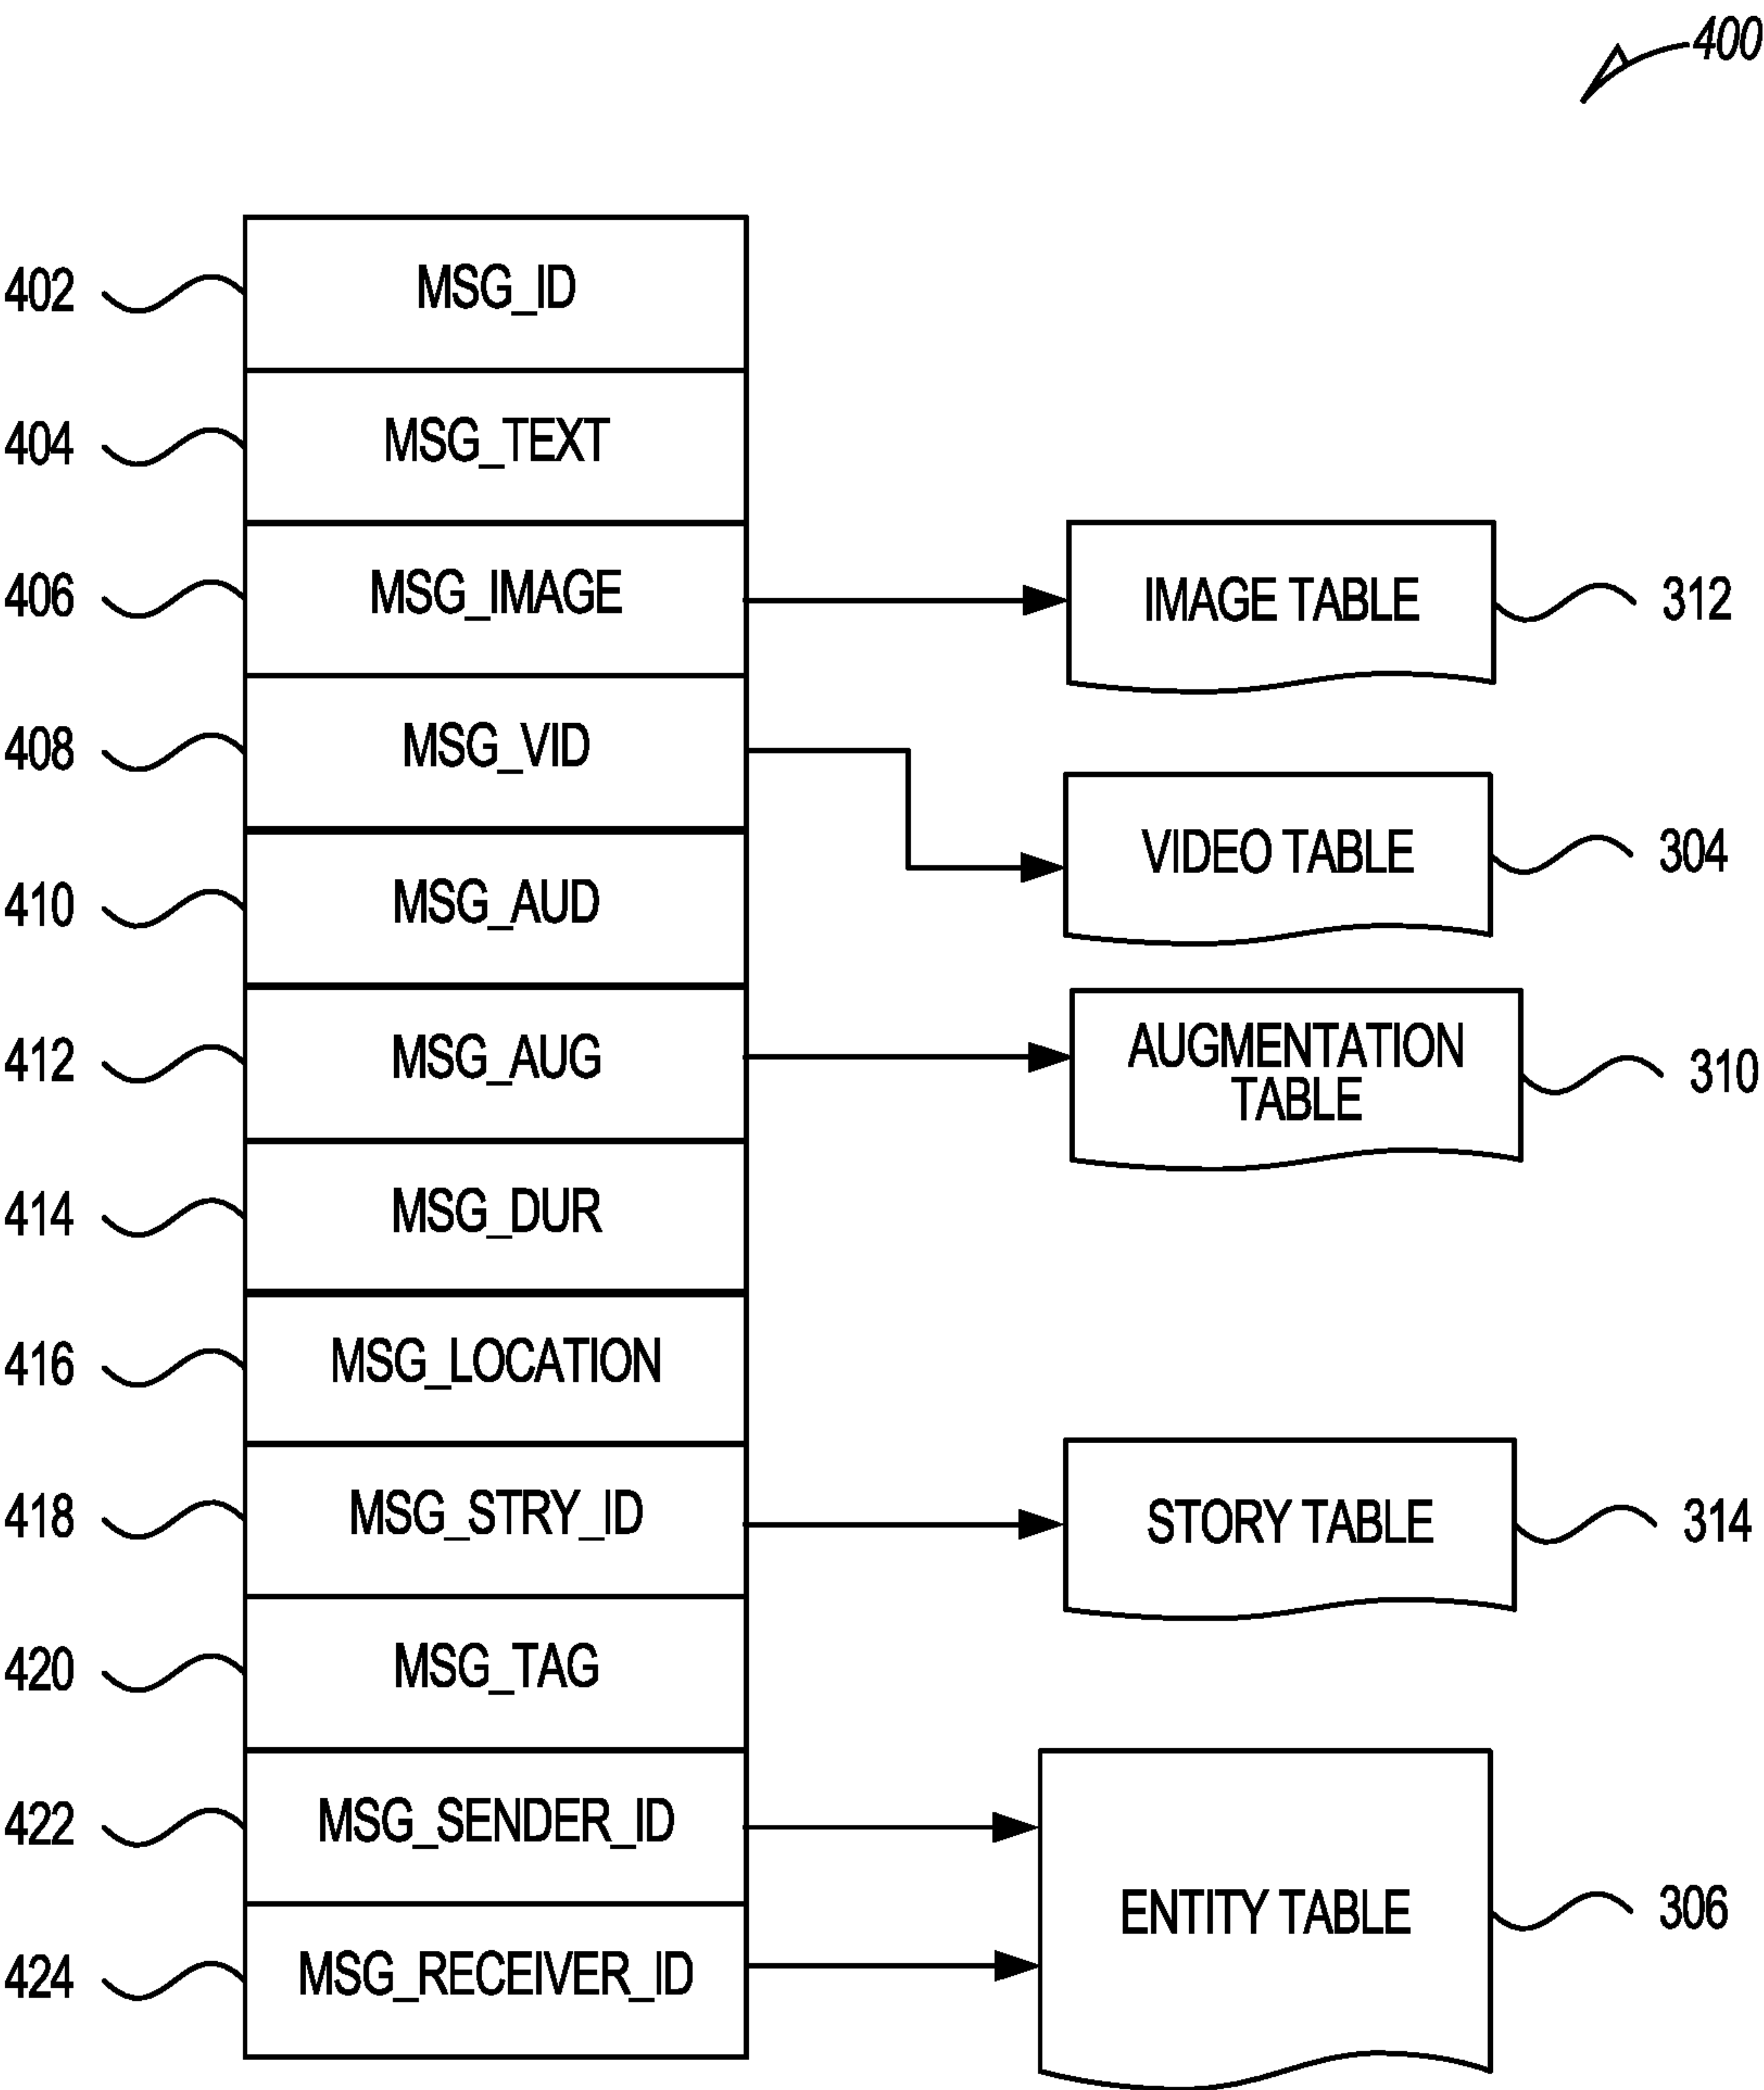 400
402 MSG_ID
404 MSG_TEXT
406 MSG_IMAGE IMAGE TABLE 312
408 MSG_VID
VIDEO TABLE 304
410 MSG_AUD
412 MSG_AUG AUGMENTATION
TABLE 310
414 MSG_DUR
416 MSG_LOCATION
418 MSG_STRY_ID STORY TABLE 314
420 MSG_TAG
422 MSG_SENDER_ID
ENTITY TABLE 306
424 MSG_RECEIVER_ID